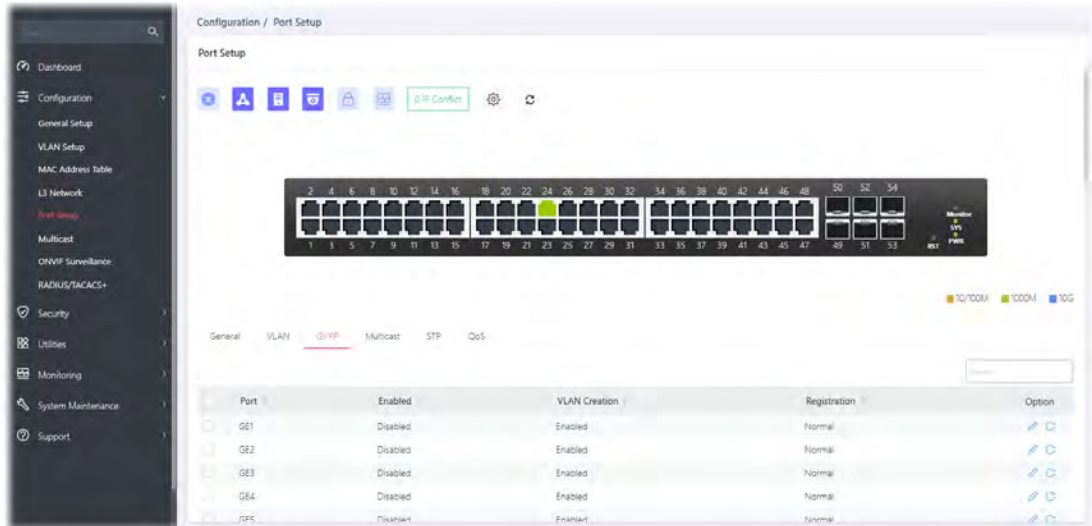 Configuration / Port Setup
Port Setup
Dashboard
Configuration
General Setup
VLAN Setup
MAC Address Table
L3 Network
Port Setup
Multicast
ONVIF Surveillance
RADIUS/TACACS+
Security
Utilities
Monitoring
System Maintenance
Support
0 IP Conflict
2 4 6 8 10 12 14 16 18 20 22 24 26 28 30 32 34 36 38 40 42 44 46 48 50 52 54
1 3 5 7 9 11 13 15 17 19 21 23 25 27 29 31 33 35 37 39 41 43 45 47 49 51 53
Monitor
SYS
PWR
RST
10/100M 1000M 10G
General VLAN GVRP Multicast STP QoS
Port Enabled VLAN Creation Registration Option
GE1 Disabled Enabled Normal
GE2 Disabled Enabled Normal
GE3 Disabled Enabled Normal
GE4 Disabled Enabled Normal
GE5 Disabled Enabled Normal